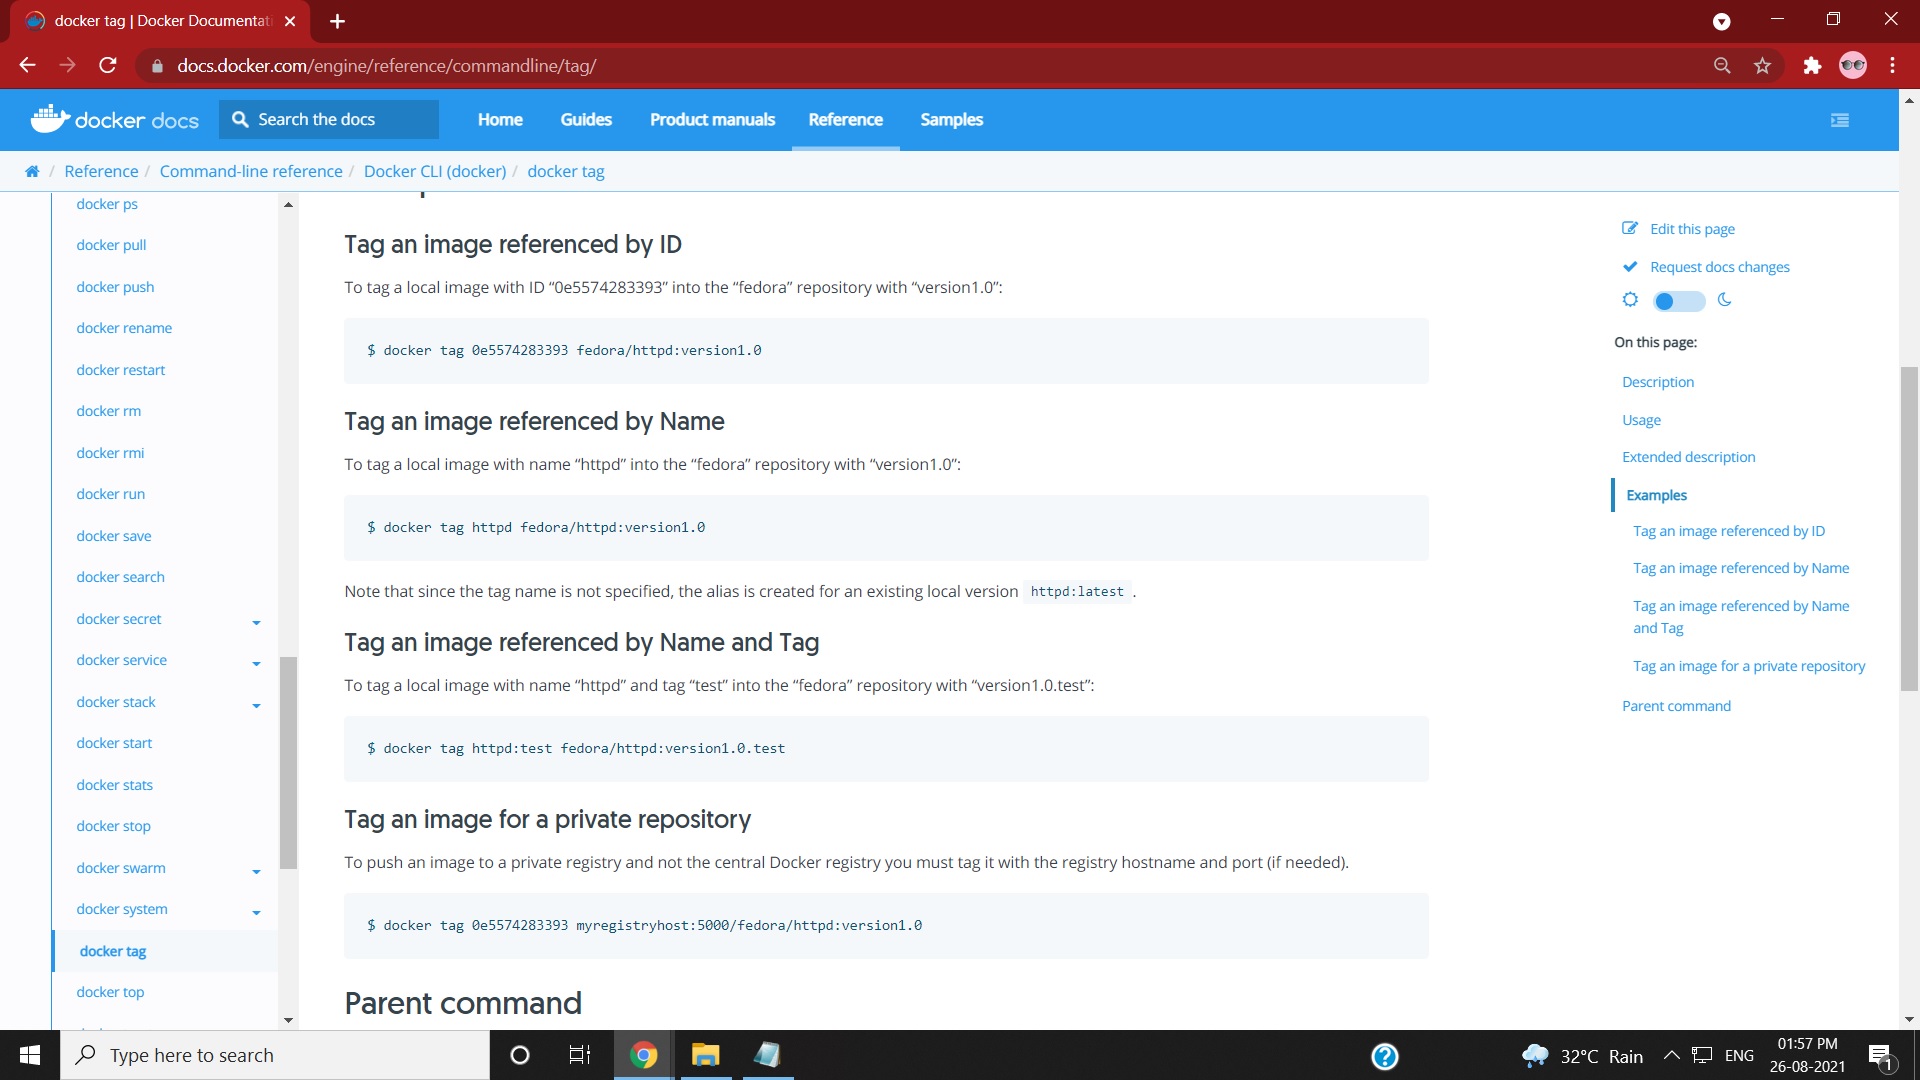 docker tag | Docker Documentati
docs.docker.com/engine/reference/commandline/tag/
docker docs
Search the docs
Home
Guides
Product manuals
Reference
Samples
/ Reference / Command-line reference / Docker CLI (docker) / docker tag
docker ps
docker pull
docker push
docker rename
docker restart
docker rm
docker rmi
docker run
docker save
docker search
docker secret
docker service
docker stack
docker start
docker stats
docker stop
docker swarm
docker system
docker tag
docker top
Tag an image referenced by ID
To tag a local image with ID “0e5574283393” into the “fedora” repository with “version1.0”:
$ docker tag 0e5574283393 fedora/httpd:version1.0
Tag an image referenced by Name
To tag a local image with name “httpd” into the “fedora” repository with “version1.0”:
$ docker tag httpd fedora/httpd:version1.0
Note that since the tag name is not specified, the alias is created for an existing local version httpd:latest .
Tag an image referenced by Name and Tag
To tag a local image with name “httpd” and tag “test” into the “fedora” repository with “version1.0.test”:
$ docker tag httpd:test fedora/httpd:version1.0.test
Tag an image for a private repository
To push an image to a private registry and not the central Docker registry you must tag it with the registry hostname and port (if needed).
$ docker tag 0e5574283393 myregistryhost:5000/fedora/httpd:version1.0
Parent command
Edit this page
Request docs changes
On this page:
Description
Usage
Extended description
Examples
Tag an image referenced by ID
Tag an image referenced by Name
Tag an image referenced by Name
and Tag
Tag an image for a private repository
Parent command
Type here to search
32°C Rain
ENG
01:57 PM
26-08-2021
1